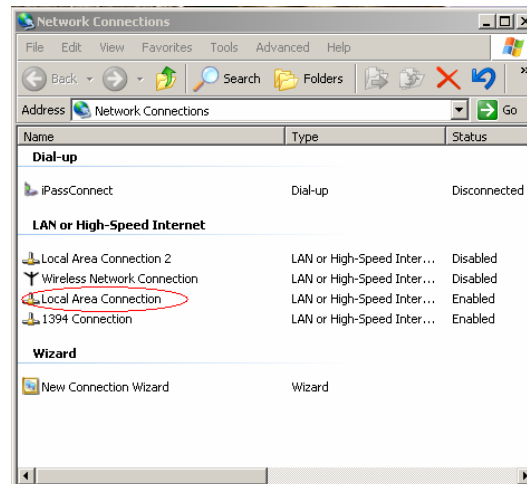 Network Connections
File Edit View Favorites Tools Advanced Help
Back Search Folders »
Address Network Connections Go
Name Type Status
Dial-up
iPassConnect Dial-up Disconnected
LAN or High-Speed Internet
Local Area Connection 2 LAN or High-Speed Inter... Disabled
Wireless Network Connection LAN or High-Speed Inter... Disabled
Local Area Connection LAN or High-Speed Inter... Enabled
1394 Connection LAN or High-Speed Inter... Enabled
Wizard
New Connection Wizard Wizard